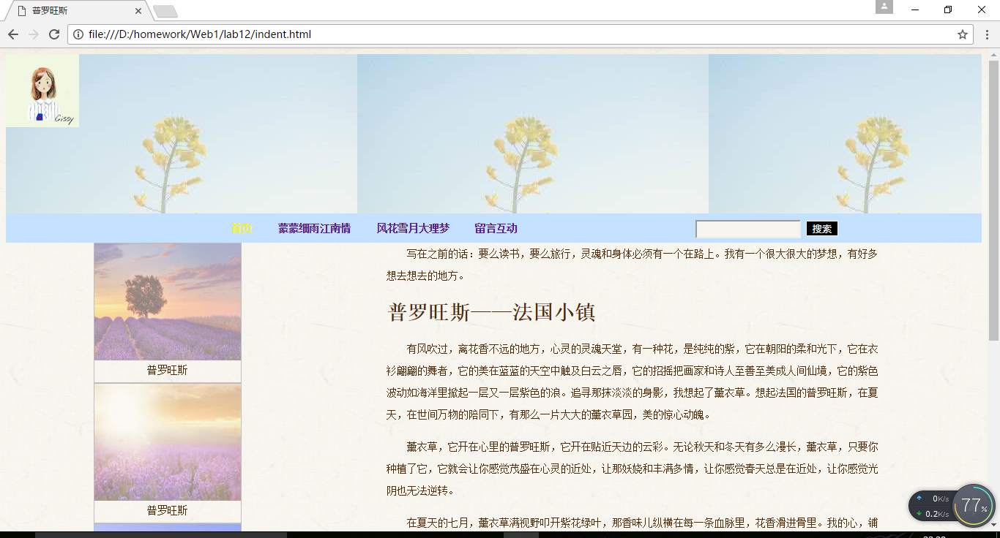 普罗旺斯
file:///D:/homework/Web1/lab12/indent.html
Cissy
首页 蒙蒙细雨江南情 风花雪月大理梦 留言互动 搜索
写在之前的话：要么读书，要么旅行，灵魂和身体必须有一个在路上。我有一个很大很大的梦想，有好多
想去想去的地方。
普罗旺斯——法国小镇
有风吹过，离花香不远的地方，心灵的灵魂天堂，有一种花，是纯纯的紫，它在朝阳的柔和光下，它在衣
衫翩翩的舞者，它的美在蓝蓝的天空中触及白云之唇，它的招摇把画家和诗人至善至美成人间仙境，它的紫色
波动如海洋里掀起一层又一层紫色的浪。追寻那抹淡淡的身影，我想起了薰衣草。想起法国的普罗旺斯，在夏
天，在世间万物的陪同下，有那么一片大大的薰衣草园，美的惊心动魄。
薰衣草，它开在心里的普罗旺斯，它开在贴近天边的云彩。无论秋天和冬天有多么漫长，薰衣草，只要你
种植了它，它就会让你感觉茂盛在心灵的近处，让那妖娆和丰满多情，让你感觉春天总是在近处，让你感觉光
阴也无法逆转。
在夏天的七月，薰衣草满视野叩开紫花绿叶，那香味儿纵横在每一条血脉里，花香滑进骨里。我的心，铺
普罗旺斯
普罗旺斯
0K/s
0.2K/s
77%